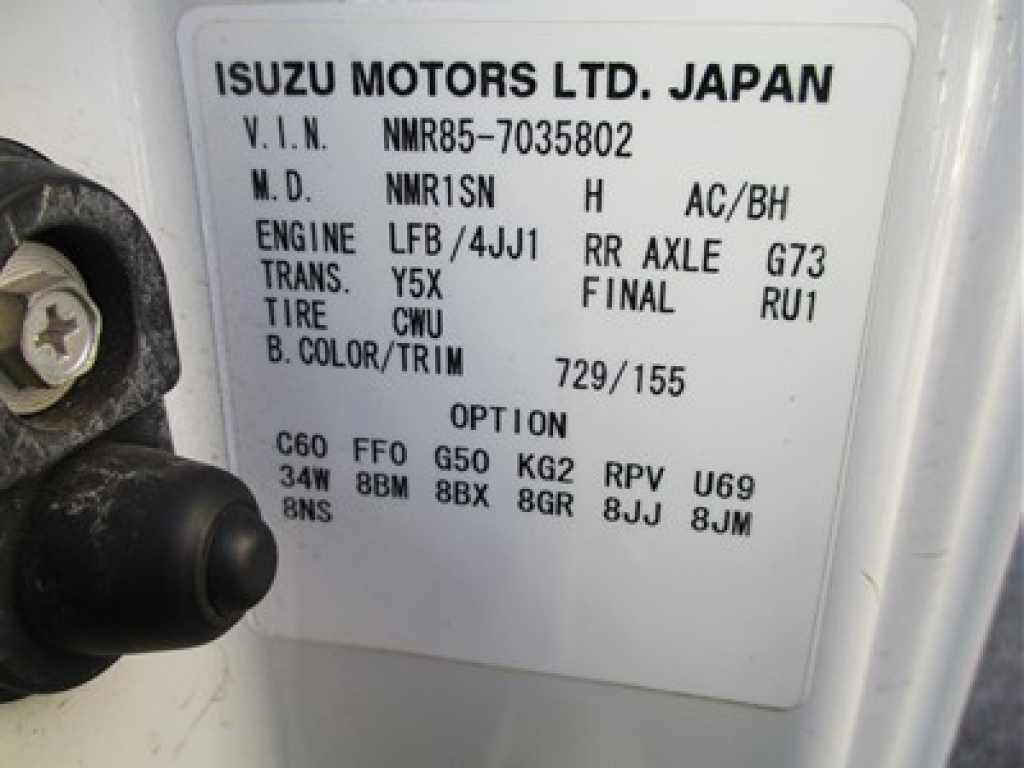 ISUZU MOTORS LTD. JAPAN
V.I.N. NMR85-7035802
M.D. NMR1SN H AC/BH
ENGINE LFB/4JJ1 RR AXLE G73
TRANS. Y5X FINAL RU1
TIRE CWU
B.COLOR/TRIM 729/155
OPTION
C60 FF0 G50 KG2 RPV U69
34W 8BM 8BX 8GR 8JJ 8JM
8NS